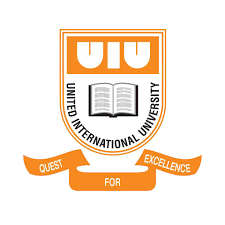 UIU
UNITED INTERNATIONAL UNIVERSITY
QUEST
FOR
EXCELLENCE